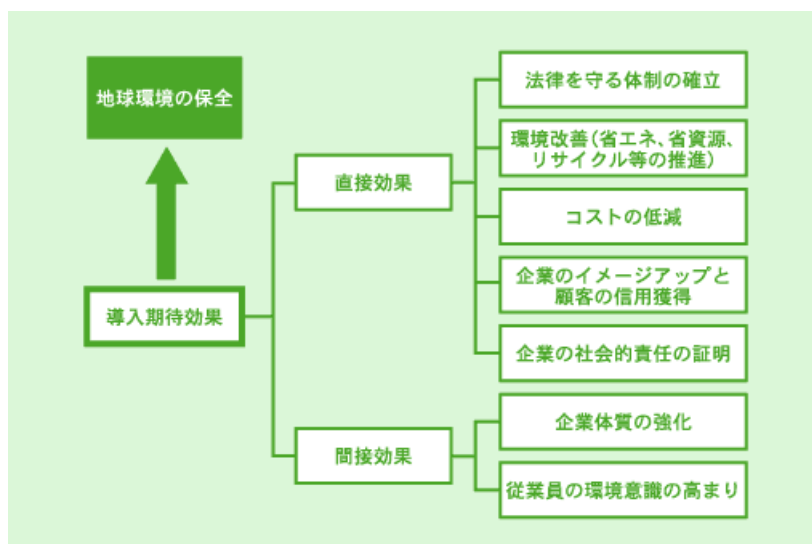 地球環境の保全
導入期待効果
直接効果
法律を守る体制の確立
環境改善(省エネ、省資源、
リサイクル等の推進)
コストの低減
企業のイメージアップと
顧客の信用獲得
企業の社会的責任の証明
間接効果
企業体質の強化
従業員の環境意識の高まり